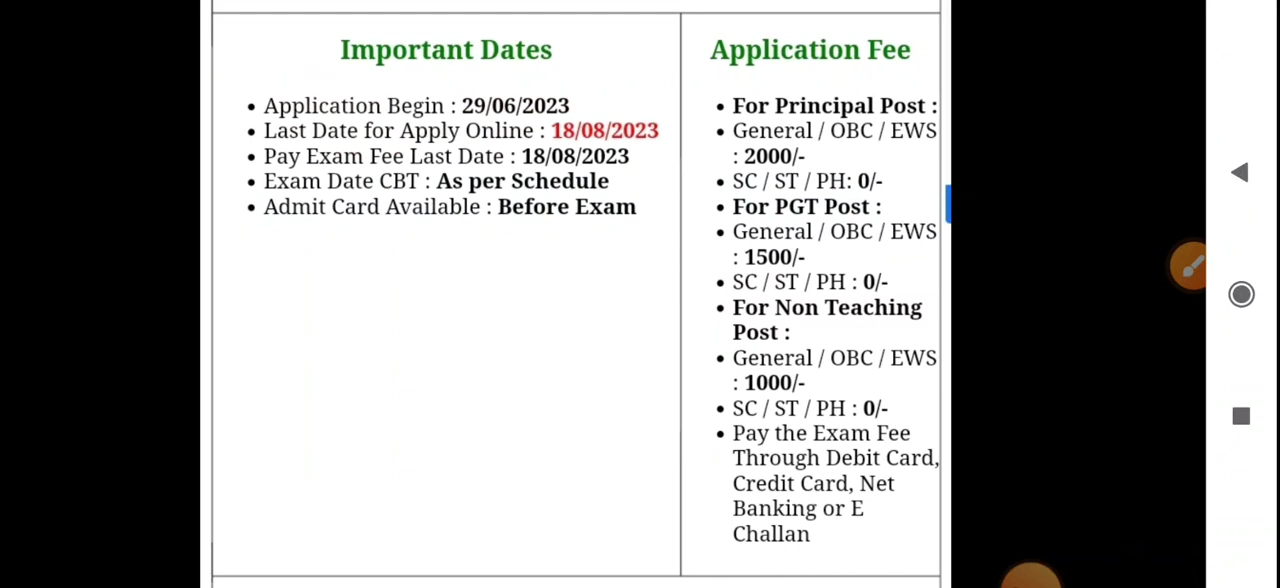 Important Dates
Application Begin : 29/06/2023
Last Date for Apply Online : 18/08/2023
Pay Exam Fee Last Date : 18/08/2023
Exam Date CBT : As per Schedule
Admit Card Available : Before Exam
Application Fee
For Principal Post :
General / OBC / EWS
: 2000/-
SC / ST / PH: 0/-
For PGT Post :
General / OBC / EWS
: 1500/-
SC / ST / PH : 0/-
For Non Teaching
Post :
General / OBC / EWS
: 1000/-
SC / ST / PH : 0/-
Pay the Exam Fee
Through Debit Card,
Credit Card, Net
Banking or E
Challan